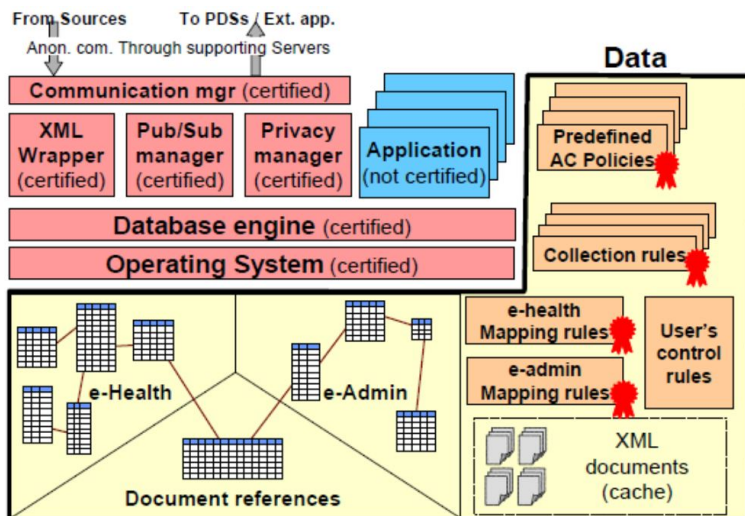 From Sources
To PDSs / Ext. app.
Anon. com. Through supporting Servers
Communication mgr (certified)
XML
Wrapper
(certified)
Pub/Sub
manager
(certified)
Privacy
manager
(certified)
Application
(not certified)
Database engine (certified)
Operating System (certified)
Data
Predefined
AC Policies
Collection rules
e-health
Mapping rules
e-admin
Mapping rules
User's
control
rules
XML
documents
(cache)
e-Health
e-Admin
Document references